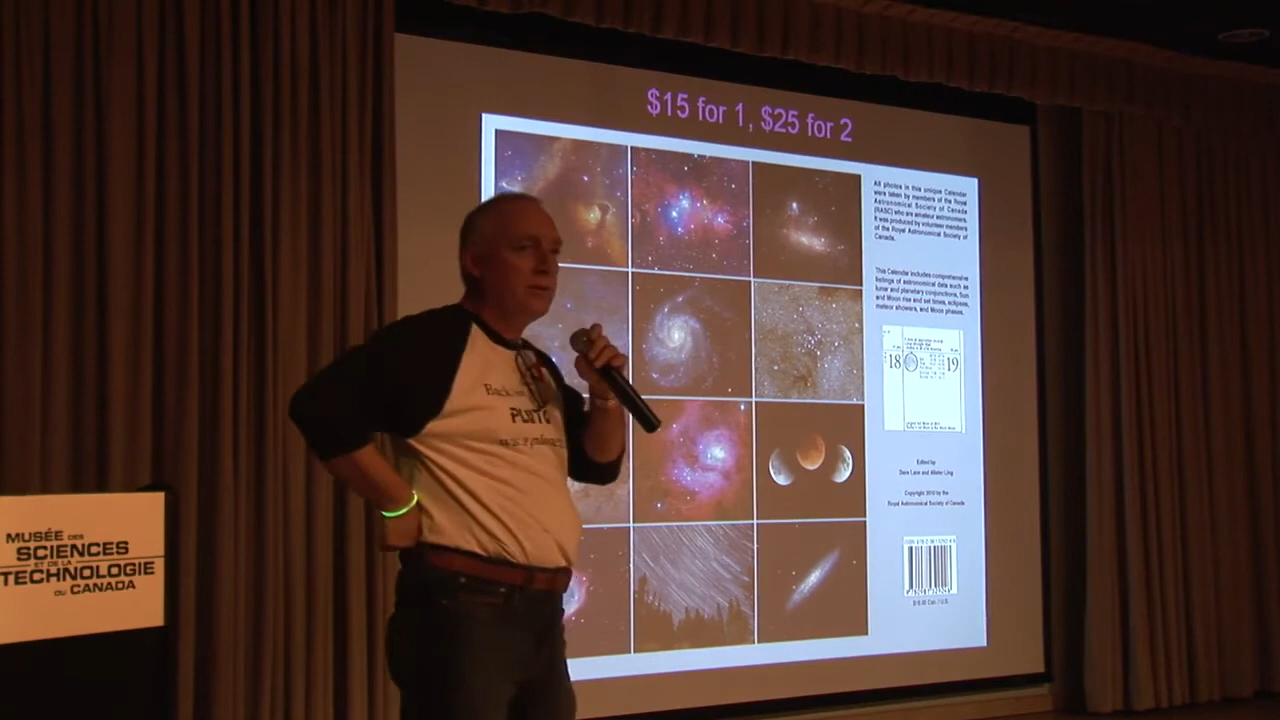 $15 for 1, $25 for 2
All photos in this unique Calendar
were taken by members of the Royal
Astronomical Society of Canada
(RASC) who are amateur astronomers.
It was produced by volunteer members
of the Royal Astronomical Society of
Canada.
This Calendar includes comprehensive
listings of astronomical data such as
lunar and planetary conjunctions, Sun
and Moon rise and set times, eclipses,
meteor showers, and Moon phases.
18
19
Edited by
Dave Lane and Alister Ling
Copyright 2010 by the
Royal Astronomical Society of Canada
Back
PLUTO
was a planet
MUSÉE DES
SCIENCES
ET DE LA
TECHNOLOGIE
DU CANADA